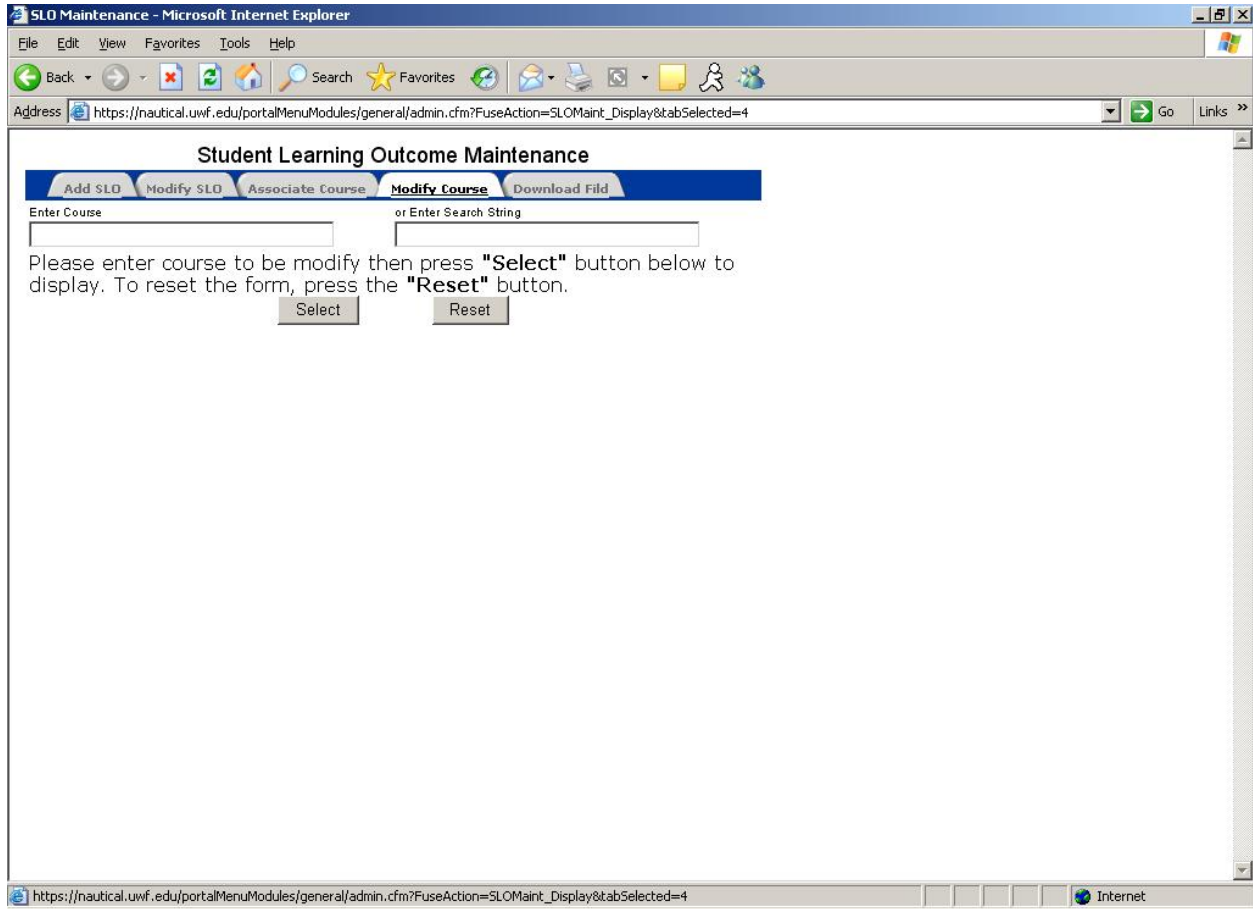 SLO Maintenance - Microsoft Internet Explorer
File Edit View Favorites Tools Help
Back Search Favorites
Address https://nautical.uwf.edu/portalMenuModules/general/admin.cfm?FuseAction=SLOMaint_Display&tabSelected=4 Go Links »
Student Learning Outcome Maintenance
Add SLO Modify SLO Associate Course Modify Course Download Fild
Enter Course or Enter Search String
Please enter course to be modify then press "Select" button below to
display. To reset the form, press the "Reset" button.
Select Reset
https://nautical.uwf.edu/portalMenuModules/general/admin.cfm?FuseAction=SLOMaint_Display&tabSelected=4 Internet